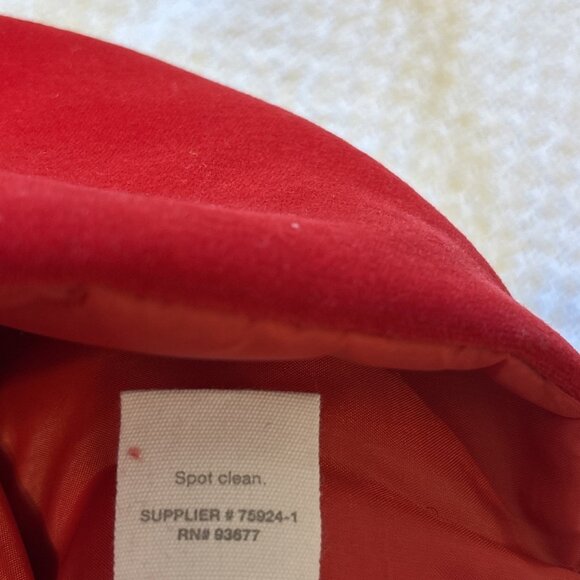 Spot clean.
SUPPLIER # 75924-1
RN# 93677